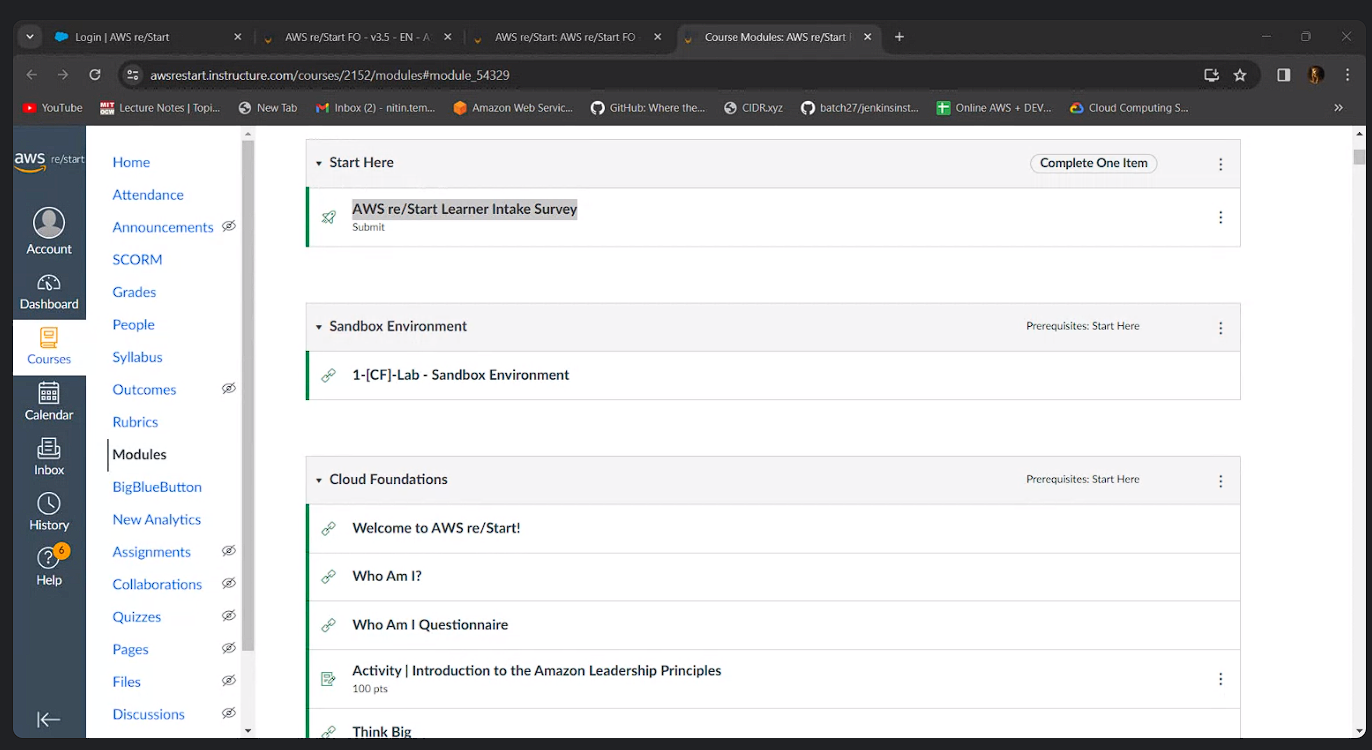 Login | AWS re/Start
AWS re/Start FO - v3.5 - EN - A
AWS re/Start: AWS re/Start FO
Course Modules: AWS re/Start
awsrestart.instructure.com/courses/2152/modules#module_54329
YouTube
MIT OCW
Lecture Notes | Topi...
New Tab
Inbox (2) - nitin.tem...
Amazon Web Servic...
GitHub: Where the...
CIDR.xyz
batch27/jenkinsinst...
Online AWS + DEV...
Cloud Computing S...
aws re/start
Account
Dashboard
Courses
Calendar
Inbox
History
6
Help
Home
Attendance
Announcements
SCORM
Grades
People
Syllabus
Outcomes
Rubrics
Modules
BigBlueButton
New Analytics
Assignments
Collaborations
Quizzes
Pages
Files
Discussions
Start Here
Complete One Item
AWS re/Start Learner Intake Survey
Submit
Sandbox Environment
Prerequisites: Start Here
1-[CF]-Lab - Sandbox Environment
Cloud Foundations
Prerequisites: Start Here
Welcome to AWS re/Start!
Who Am I?
Who Am I Questionnaire
Activity | Introduction to the Amazon Leadership Principles
100 pts
Think Big